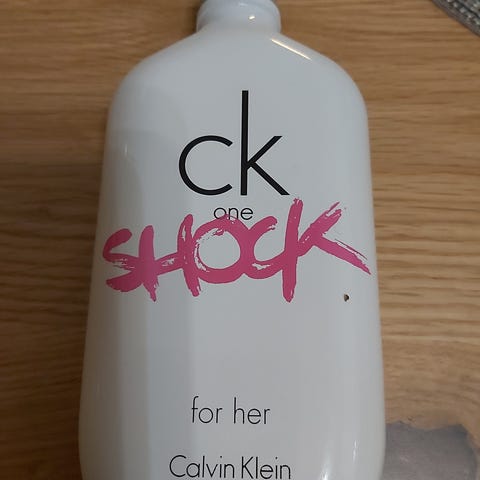 ck
one
SHOCK
for her
Calvin Klein